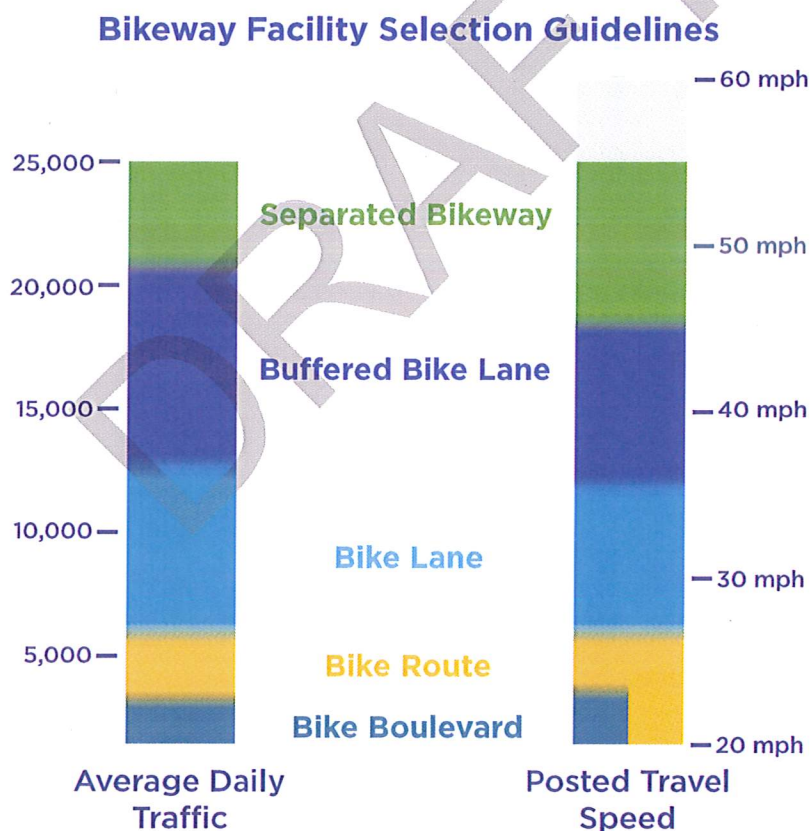 Bikeway Facility Selection Guidelines
60 mph
25,000
Separated Bikeway
50 mph
20,000
Buffered Bike Lane
15,000
40 mph
10,000
Bike Lane
30 mph
5,000
Bike Route
Bike Boulevard
20 mph
Average Daily
Traffic
Posted Travel
Speed
DRAFT